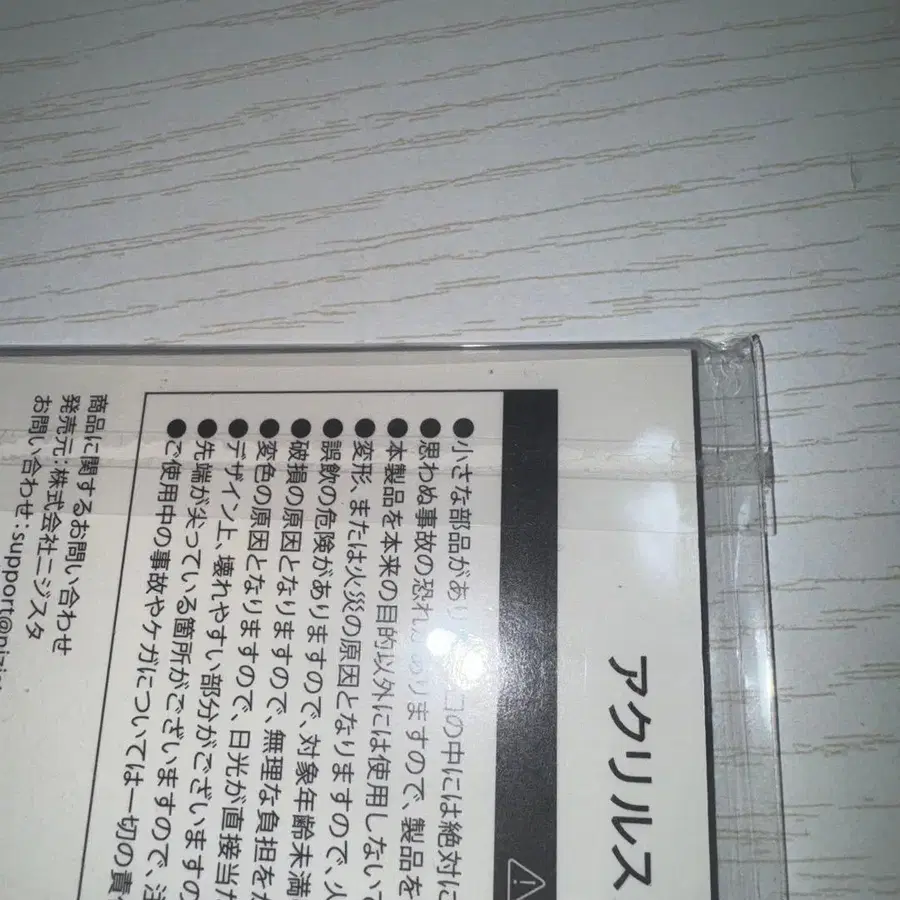 アクリルス
小さな部品があり コの中には絶対に
思わぬ事故の恐れ ありますので、製品を
本製品を本来の目的以外には使用しないで
変形、または火災の原因となりますので、火
誤飲の危険がありますので、対象年齢未満
破損の原因となりますので、無理な負担をか
変色の原因となりますので、日光が直接当た
デザイン上、壊れやすい部分がございますの
先端が尖っている箇所がございますので、注
ご使用中の事故やケガについては一切の責
商品に関するお問い合わせ
発売元:株式会社ニジスタ
お問い合わせ:support@niziu